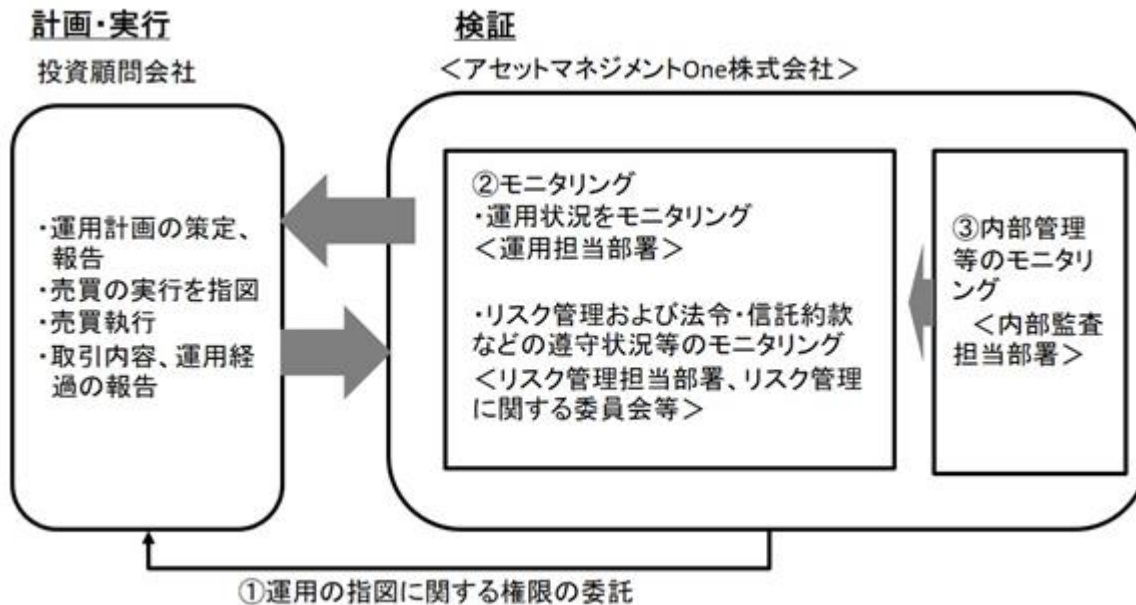 計画・実行
投資顧問会社
・運用計画の策定、
報告
・売買の実行を指図
・売買執行
・取引内容、運用経
過の報告
検証
＜アセットマネジメントOne株式会社＞
②モニタリング
・運用状況をモニタリング
＜運用担当部署＞
・リスク管理および法令・信託約款
などの遵守状況等のモニタリング
＜リスク管理担当部署、リスク管理
に関する委員会等＞
③内部管理
等のモニタリ
ング
＜内部監査
担当部署＞
①運用の指図に関する権限の委託